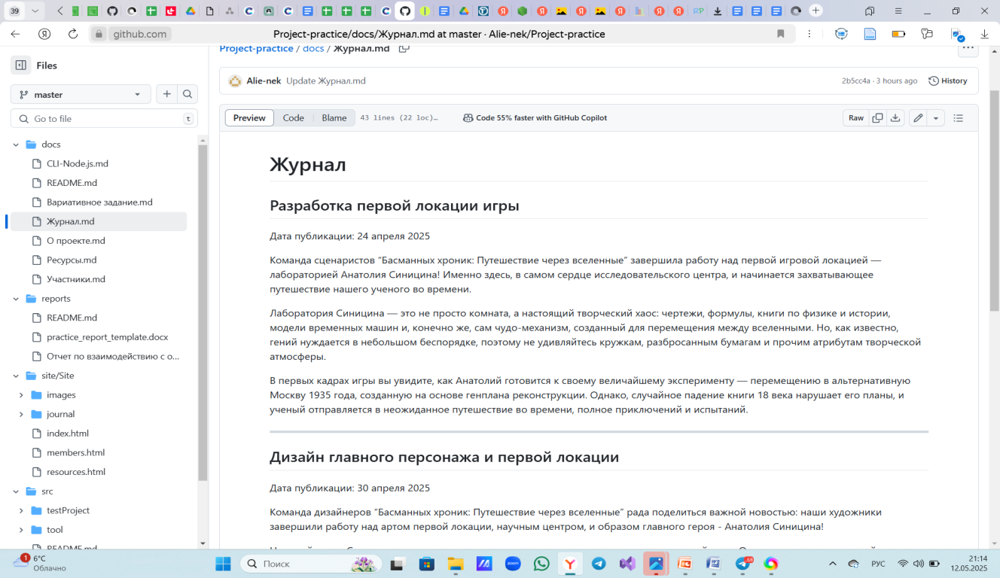 39
github.com
Project-practice/docs/Журнал.md at master · Alie-nek/Project-practice
Files
master
Go to file
t
docs
CLI-Node.js.md
README.md
Вариативное задание.md
Журнал.md
О проекте.md
Ресурсы.md
Участники.md
reports
README.md
practice_report_template.docx
Отчет по взаимодействию с о...
site/Site
images
journal
index.html
members.html
resources.html
src
testProject
tool
README.md
Project-practice / docs / Журнал.md
Alie-nek Update Журнал.md
2b5cc4a · 3 hours ago
History
Preview
Code
Blame
43 lines (22 loc)...
Code 55% faster with GitHub Copilot
Raw
Журнал
Разработка первой локации игры
Дата публикации: 24 апреля 2025
Команда сценаристов “Басманных хроник: Путешествие через вселенные” завершила работу над первой игровой локацией —
лабораторией Анатолия Синицина! Именно здесь, в самом сердце исследовательского центра, и начинается захватывающее
путешествие нашего ученого во времени.
Лаборатория Синицина — это не просто комната, а настоящий творческий хаос: чертежи, формулы, книги по физике и истории,
модели временных машин и, конечно же, сам чудо-механизм, созданный для перемещения между вселенными. Но, как известно,
гений нуждается в небольшом беспорядке, поэтому не удивляйтесь кружкам, разбросанным бумагам и прочим атрибутам творческой
атмосферы.
В первых кадрах игры вы увидите, как Анатолий готовится к своему величайшему эксперименту — перемещению в альтернативную
Москву 1935 года, созданную на основе генплана реконструкции. Однако, случайное падение книги 18 века нарушает его планы, и
ученый отправляется в неожиданное путешествие во времени, полное приключений и испытаний.
Дизайн главного персонажа и первой локации
Дата публикации: 30 апреля 2025
Команда дизайнеров “Басманных хроник: Путешествие через вселенные” рада поделиться важной новостью: наши художники
завершили работу над артом первой локации, научным центром, и образом главного героя - Анатолия Синицина!
1
6°C
Облачно
Поиск
zoom
РУС
21:14
12.05.2025